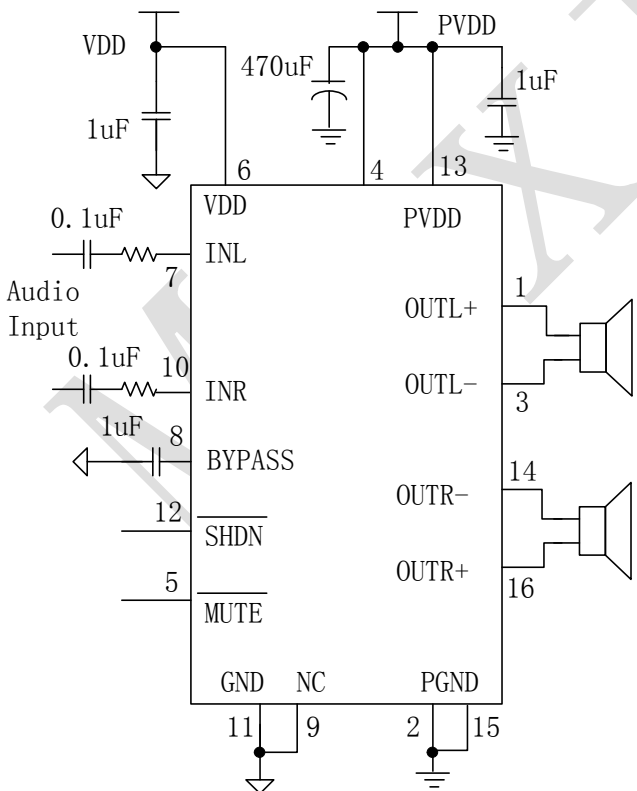 VDD
PVDD
470uF
1uF
1uF
6
4
13
VDD
PVDD
0.1uF
INL
7
Audio
Input
1
OUTL+
0.1uF
10
INR
OUTL-
3
1uF
8
BYPASS
14
OUTR-
12
SHDN
OUTR+
16
5
MUTE
GND
NC
PGND
11
9
2
15